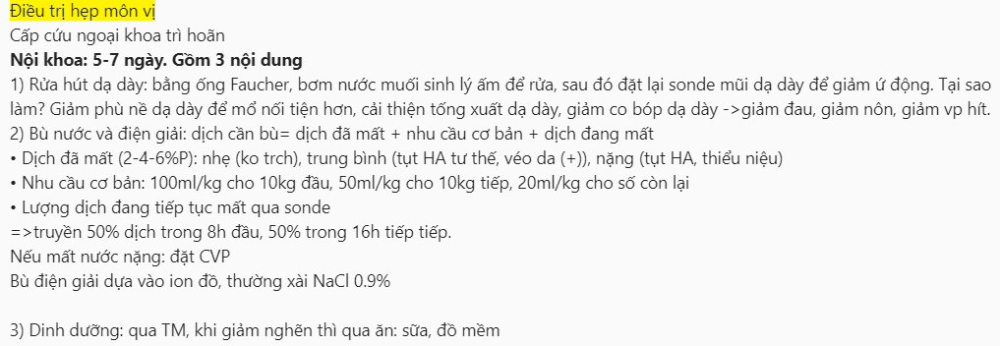 Điều trị hẹp môn vị
Cấp cứu ngoại khoa trì hoãn
Nội khoa: 5-7 ngày. Gồm 3 nội dung
1) Rửa hút dạ dày: bằng ống Faucher, bơm nước muối sinh lý ấm để rửa, sau đó đặt lại sonde mũi dạ dày để giảm ứ động. Tại sao
làm? Giảm phù nề dạ dày để mổ nối tiện hơn, cải thiện tống xuất dạ dày, giảm co bóp dạ dày ->giảm đau, giảm nôn, giảm vp hít.
2) Bù nước và điện giải: dịch cần bù= dịch đã mất + nhu cầu cơ bản + dịch đang mất
• Dịch đã mất (2-4-6%P): nhẹ (ko trch), trung bình (tụt HA tư thế, véo da (+)), nặng (tụt HA, thiểu niệu)
• Nhu cầu cơ bản: 100ml/kg cho 10kg đầu, 50ml/kg cho 10kg tiếp, 20ml/kg cho số còn lại
• Lượng dịch đang tiếp tục mất qua sonde
=>truyền 50% dịch trong 8h đầu, 50% trong 16h tiếp tiếp.
Nếu mất nước nặng: đặt CVP
Bù điện giải dựa vào ion đồ, thường xài NaCl 0.9%
3) Dinh dưỡng: qua TM, khi giảm nghẽn thì qua ăn: sữa, đồ mềm